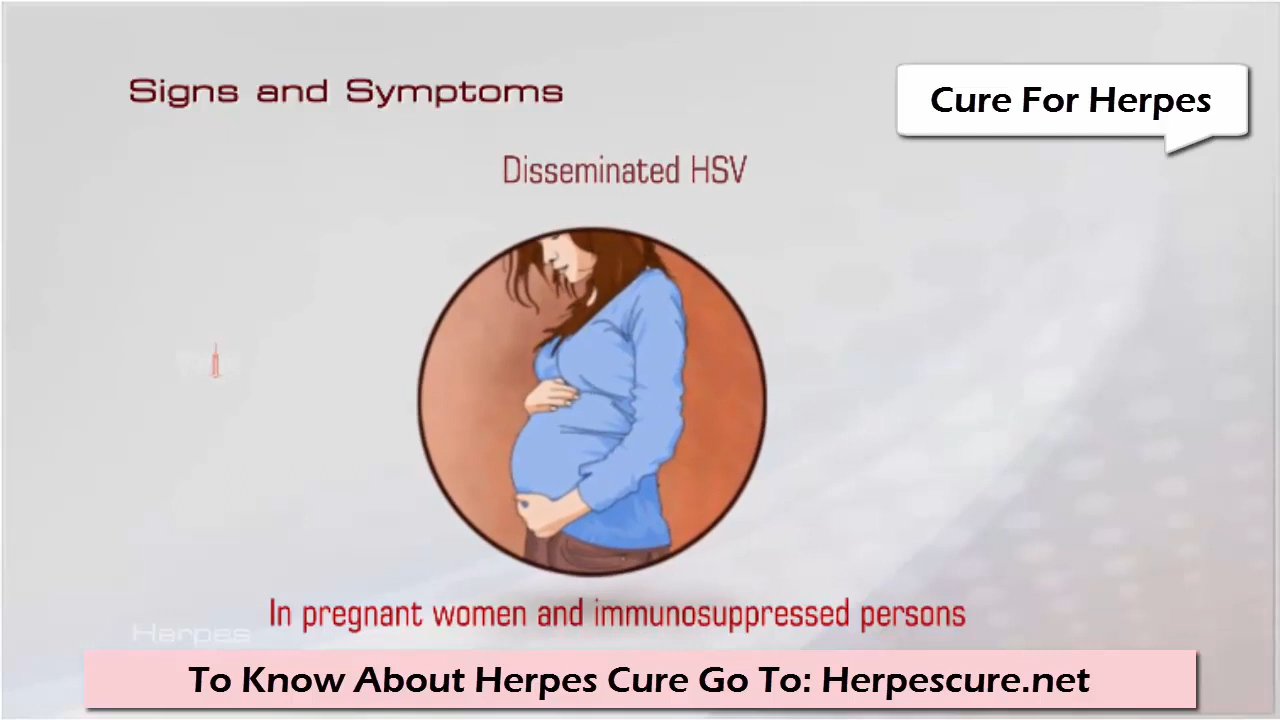 Signs and Symptoms
Cure For Herpes
Disseminated HSV
In pregnant women and immunosuppressed persons
Herpes
To Know About Herpes Cure Go To: Herpescure.net